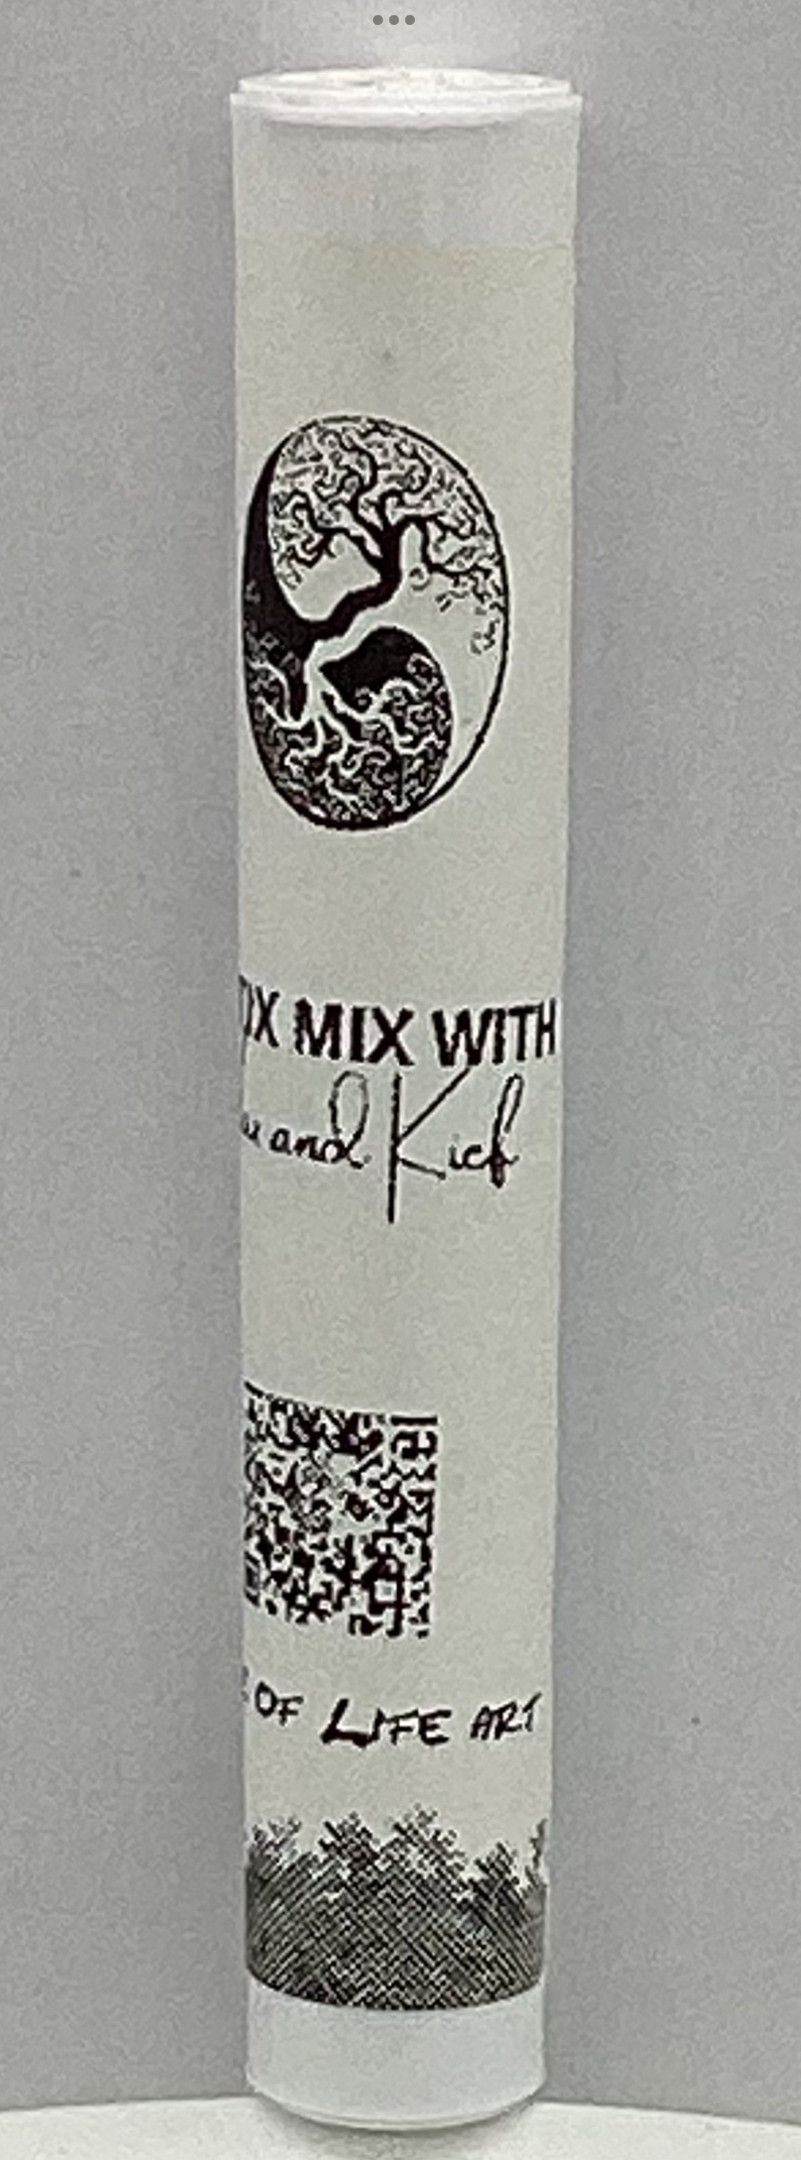 MIX WITH
and Kief
OF LIFE ART